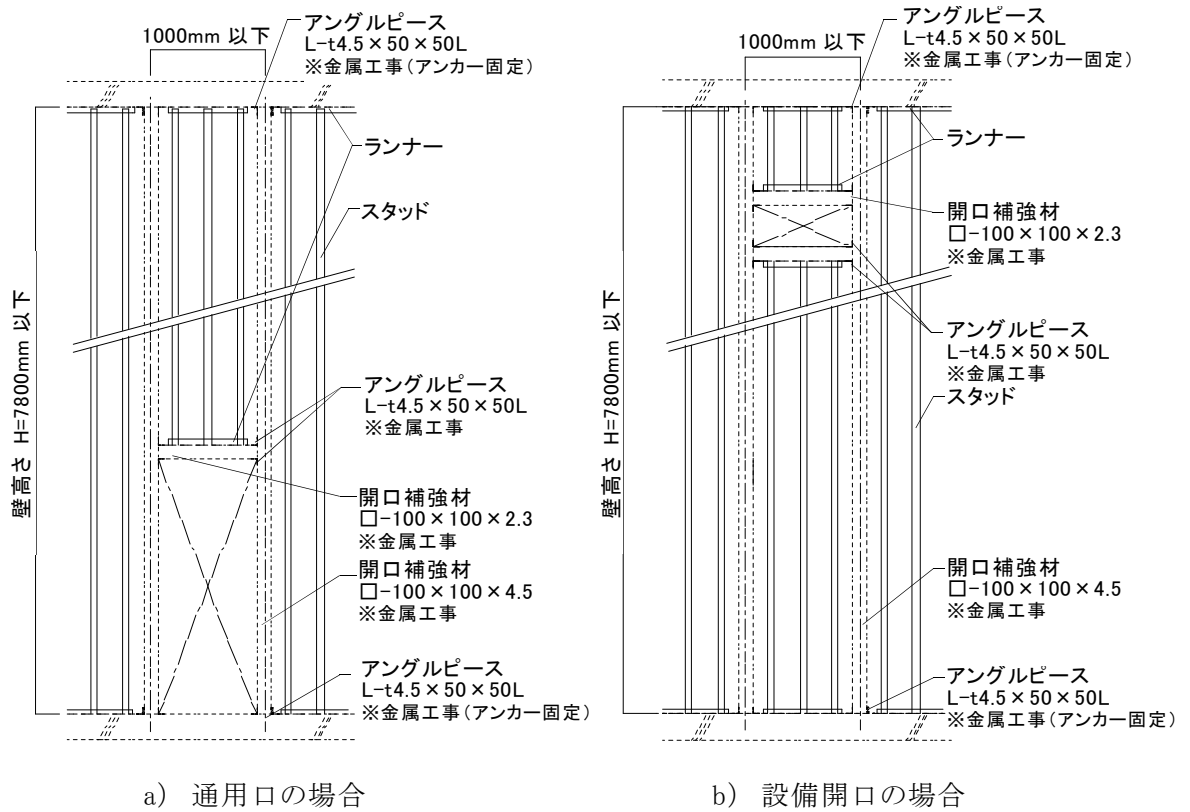 1000mm 以下
アングルピース
L-t4.5×50×50L
※金属工事(アンカー固定)
ランナー
スタッド
壁高さ H=7800mm 以下
アングルピース
L-t4.5×50×50L
※金属工事
開口補強材
□-100×100×2.3
※金属工事
開口補強材
□-100×100×4.5
※金属工事
アングルピース
L-t4.5×50×50L
※金属工事(アンカー固定)
a) 通用口の場合
1000mm 以下
アングルピース
L-t4.5×50×50L
※金属工事(アンカー固定)
ランナー
開口補強材
□-100×100×2.3
※金属工事
壁高さ H=7800mm 以下
アングルピース
L-t4.5×50×50L
※金属工事
スタッド
開口補強材
□-100×100×4.5
※金属工事
アングルピース
L-t4.5×50×50L
※金属工事(アンカー固定)
b) 設備開口の場合